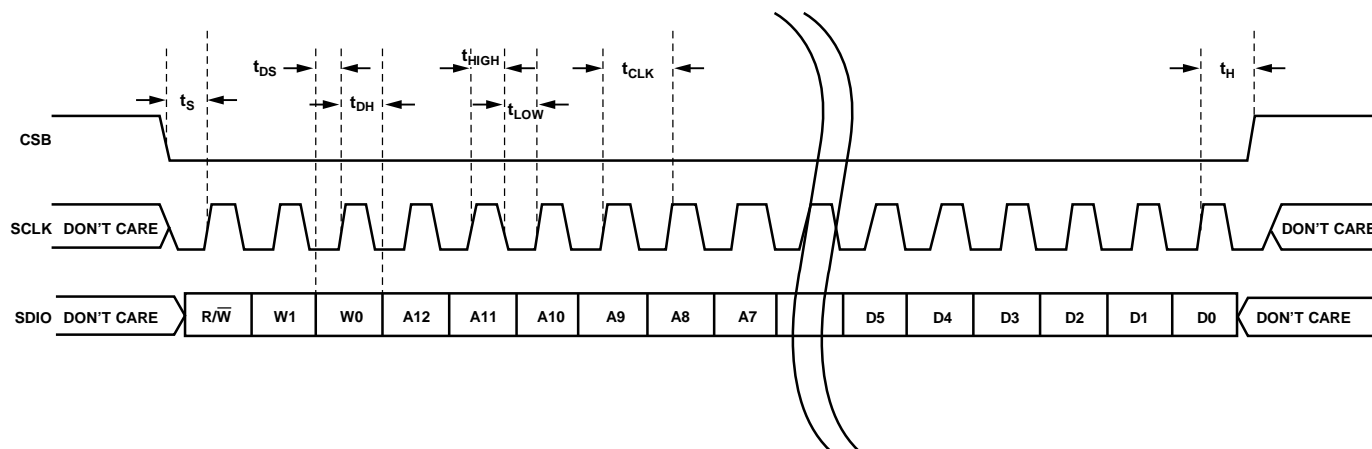 tDS
tHIGH
tCLK
tH
tS
tDH
tLOW
CSB
SCLK DON'T CARE
DON'T CARE
SDIO DON'T CARE R/W̅ W1 W0 A12 A11 A10 A9 A8 A7 D5 D4 D3 D2 D1 D0 DON'T CARE